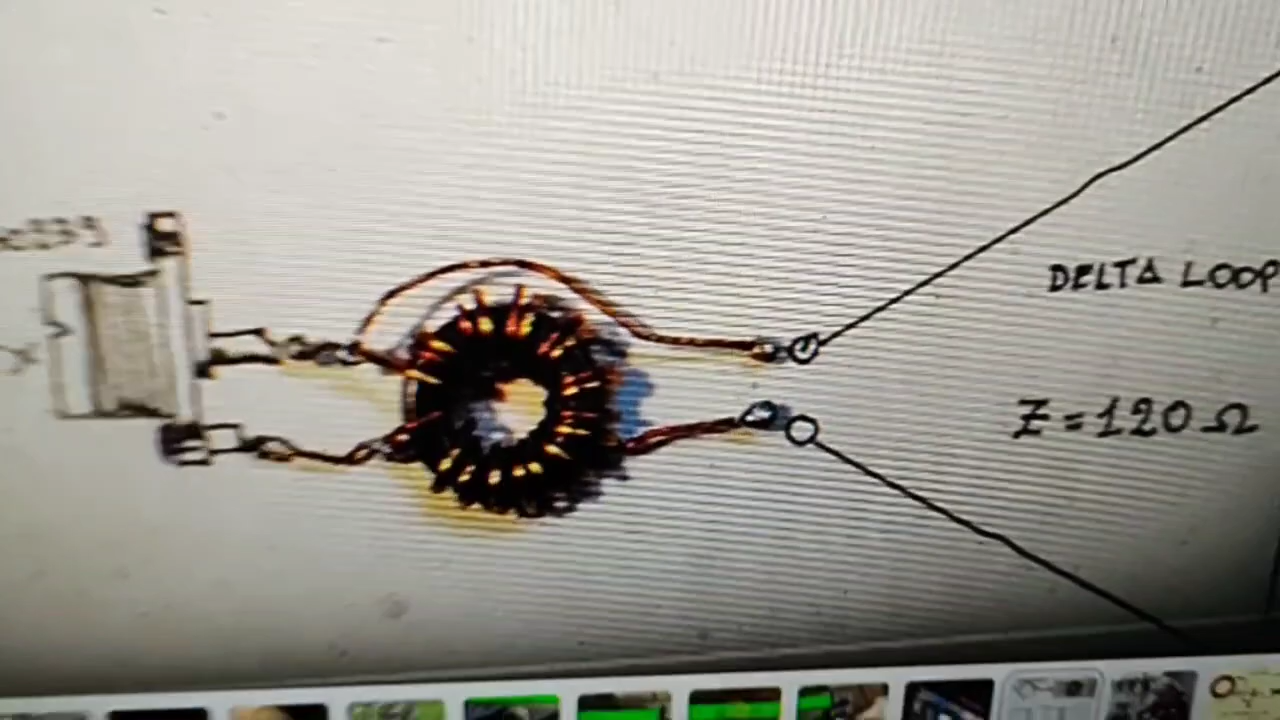 DELTA LOOP
Z = 120 Ω